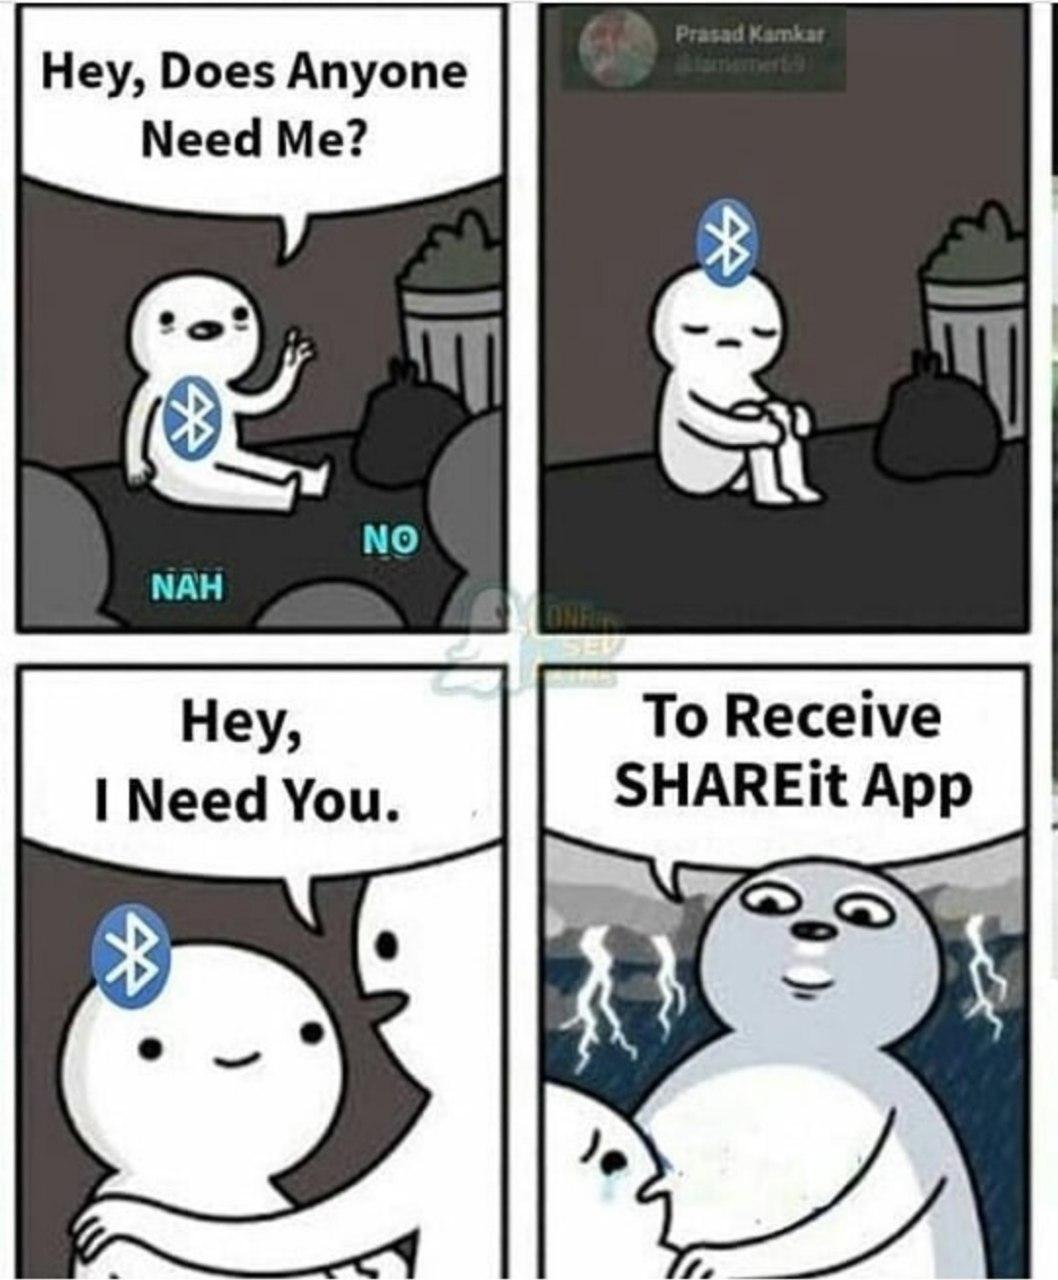 Hey, Does Anyone
Need Me?
NO
NAH
Prasad Kamkar
Hey,
I Need You.
To Receive
SHAREit App